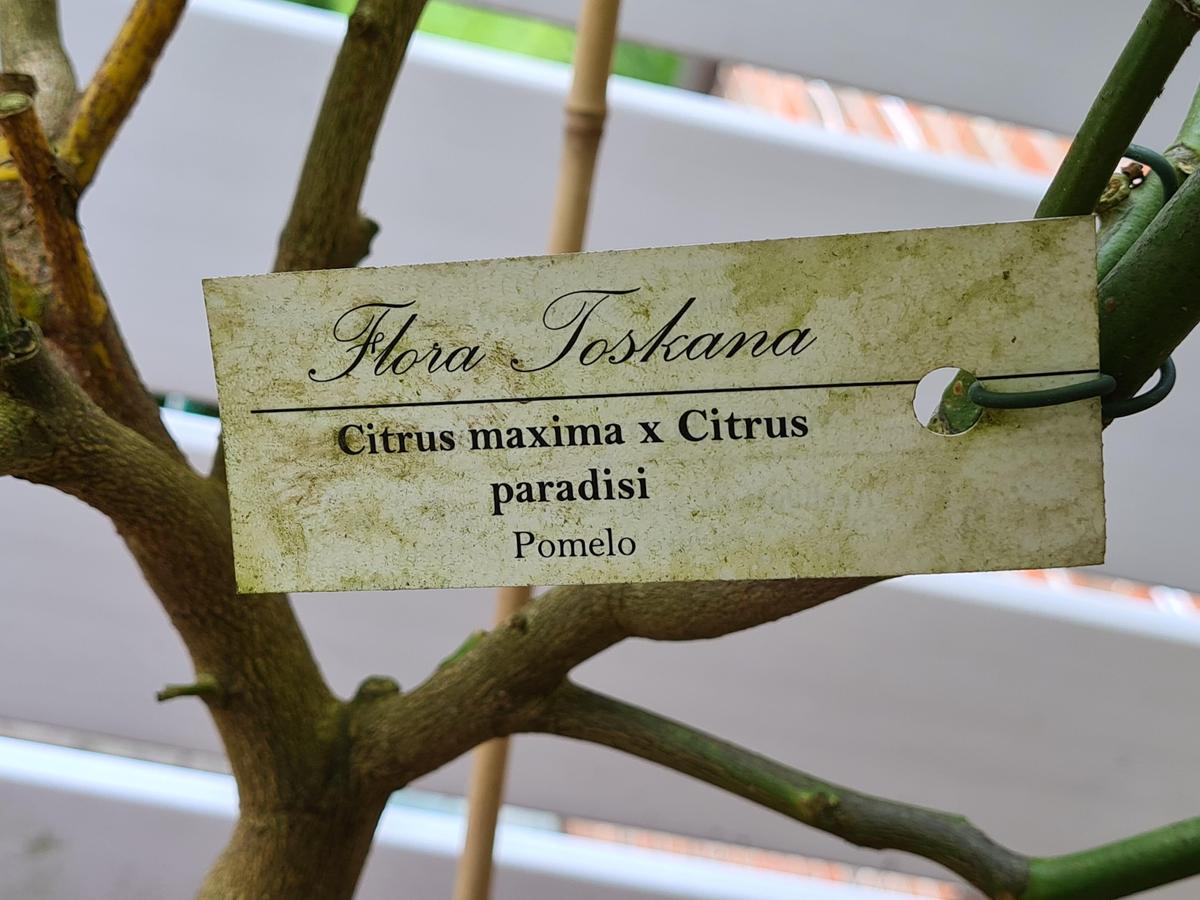 Flora Toskana
Citrus maxima x Citrus
paradisi
Pomelo